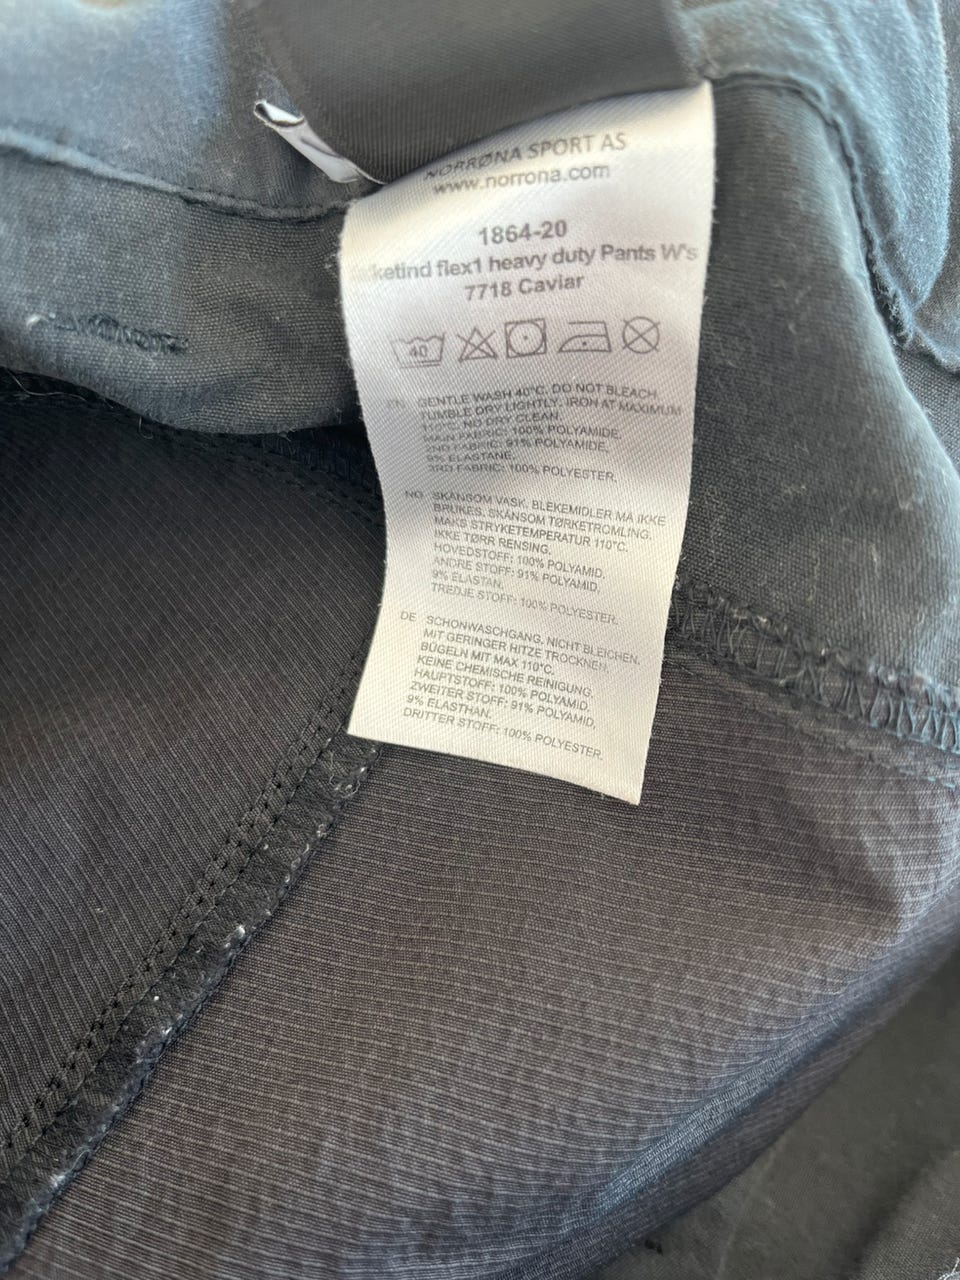 NORRØNA SPORT AS
www.norrona.com
1864-20
flex1 heavy duty Pants W's
7718 Caviar
40
EN GENTLE WASH 40°C. DO NOT BLEACH.
TUMBLE DRY LIGHTLY. IRON AT MAXIMUM
110°C. NO DRY CLEAN.
MAIN FABRIC: 100% POLYAMIDE.
2ND FABRIC: 91% POLYAMIDE,
9% ELASTANE.
3RD FABRIC: 100% POLYESTER.
NO SKÅNSOM VASK. BLEKEMIDLER MÅ IKKE
BRUKES. SKÅNSOM TØRKETROMLING.
MAKS STRYKETEMPERATUR 110°C.
IKKE TØRR RENSING.
HOVEDSTOFF: 100% POLYAMID.
ANDRE STOFF: 91% POLYAMID,
9% ELASTAN.
TREDJE STOFF: 100% POLYESTER.
DE SCHONWASCHGANG. NICHT BLEICHEN.
MIT GERINGER HITZE TROCKNEN.
BÜGELN MIT MAX 110°C.
KEINE CHEMISCHE REINIGUNG.
HAUPTSTOFF: 100% POLYAMID.
ZWEITER STOFF: 91% POLYAMID,
9% ELASTHAN.
DRITTER STOFF: 100% POLYESTER.